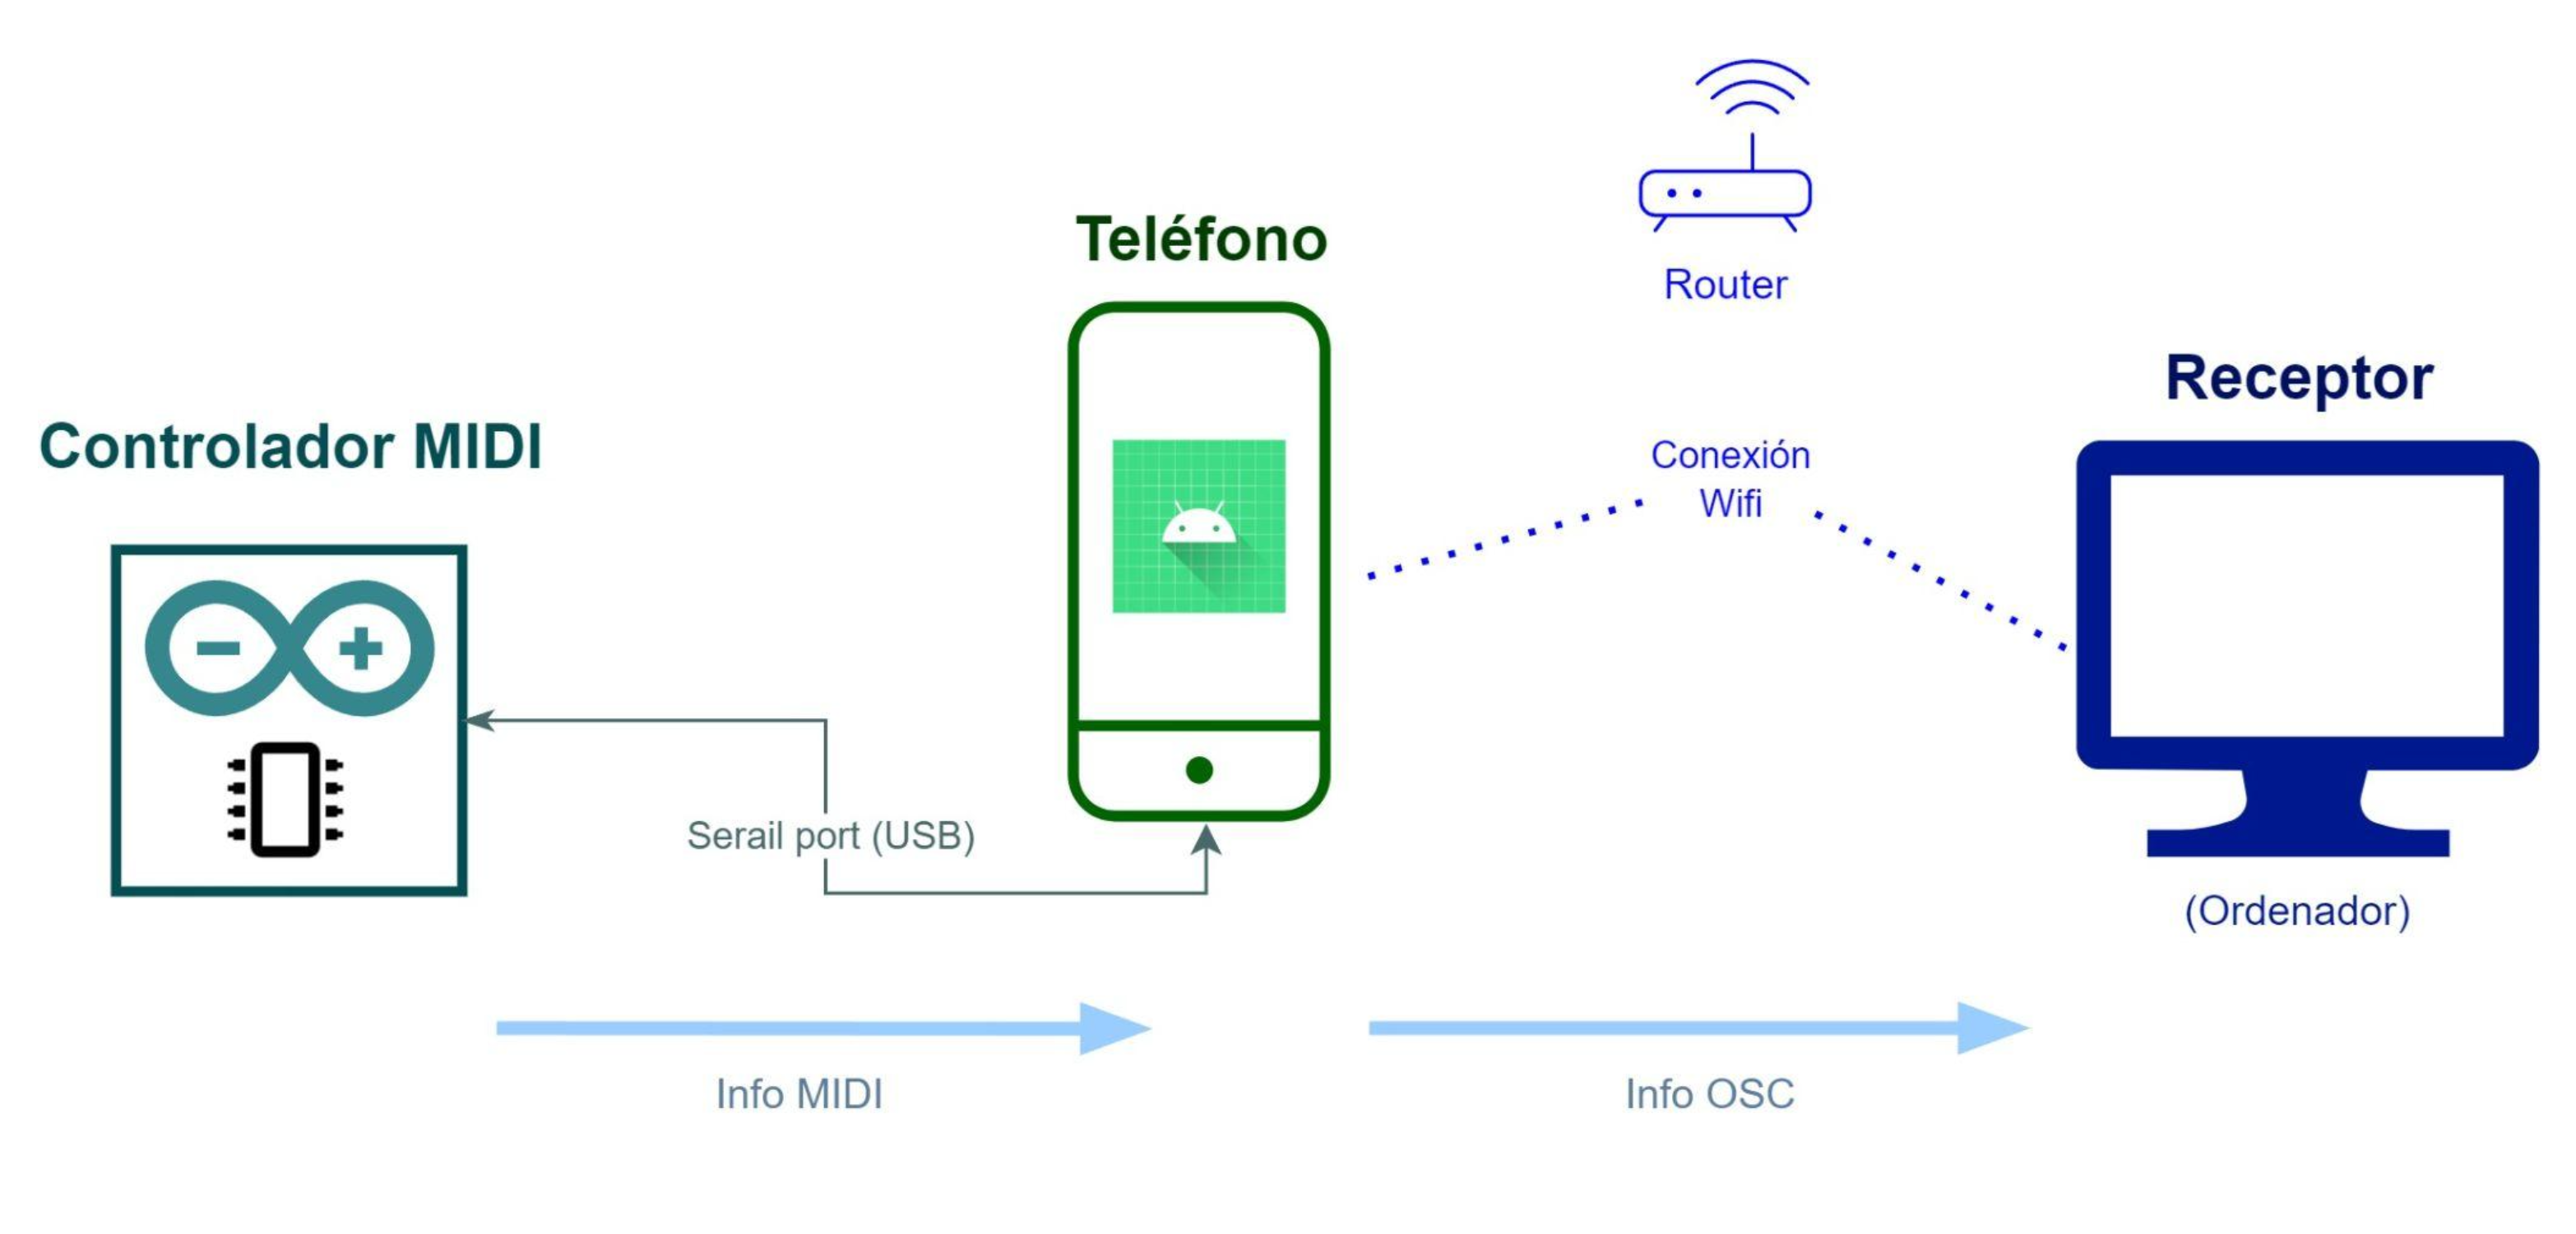 Teléfono
Router
Receptor
Controlador MIDI
Conexión
Wifi
Serail port (USB)
(Ordenador)
Info MIDI
Info OSC